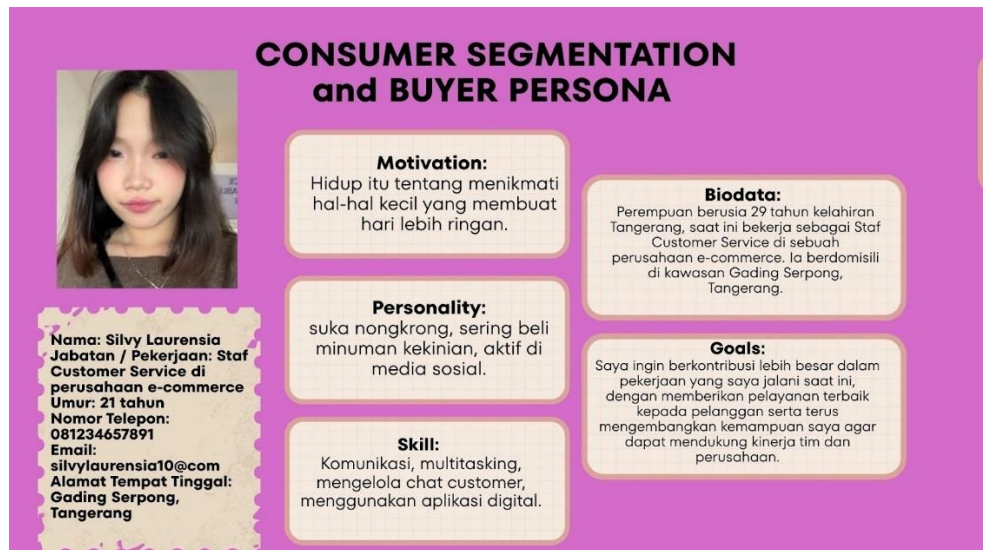 CONSUMER SEGMENTATION
and BUYER PERSONA
Motivation:
Hidup itu tentang menikmati
hal-hal kecil yang membuat
hari lebih ringan.
Biodata:
Perempuan berusia 29 tahun kelahiran
Tangerang, saat ini bekerja sebagai Staf
Customer Service di sebuah
perusahaan e-commerce. Ia berdomisili
di kawasan Gading Serpong,
Tangerang.
Personality:
suka nongkrong, sering beli
minuman kekinian, aktif di
media sosial.
Goals:
Saya ingin berkontribusi lebih besar dalam
pekerjaan yang saya jalani saat ini,
dengan memberikan pelayanan terbaik
kepada pelanggan serta terus
mengembangkan kemampuan saya agar
dapat mendukung kinerja tim dan
perusahaan.
Skill:
Komunikasi, multitasking,
mengelola chat customer,
menggunakan aplikasi digital.
Nama: Silvy Laurensia
Jabatan / Pekerjaan: Staf
Customer Service di
perusahaan e-commerce
Umur: 21 tahun
Nomor Telepon:
081234657891
Email:
silvylaurensia10@com
Alamat Tempat Tinggal:
Gading Serpong,
Tangerang